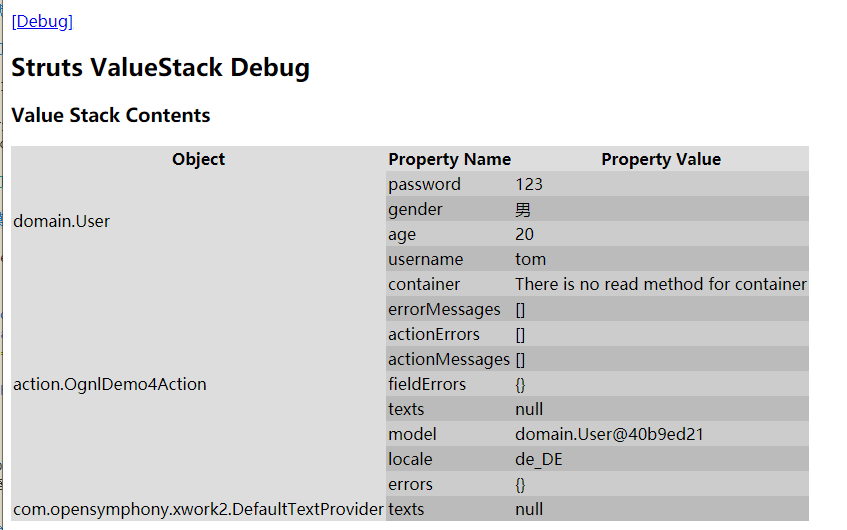 [Debug]
Struts ValueStack Debug
Value Stack Contents
Object Property Name Property Value
domain.User
password 123
gender 男
age 20
username tom
action.OgnlDemo4Action
container There is no read method for container
errorMessages []
actionErrors []
actionMessages []
fieldErrors {}
texts null
model domain.User@40b9ed21
locale de_DE
errors {}
com.opensymphony.xwork2.DefaultTextProvider texts null